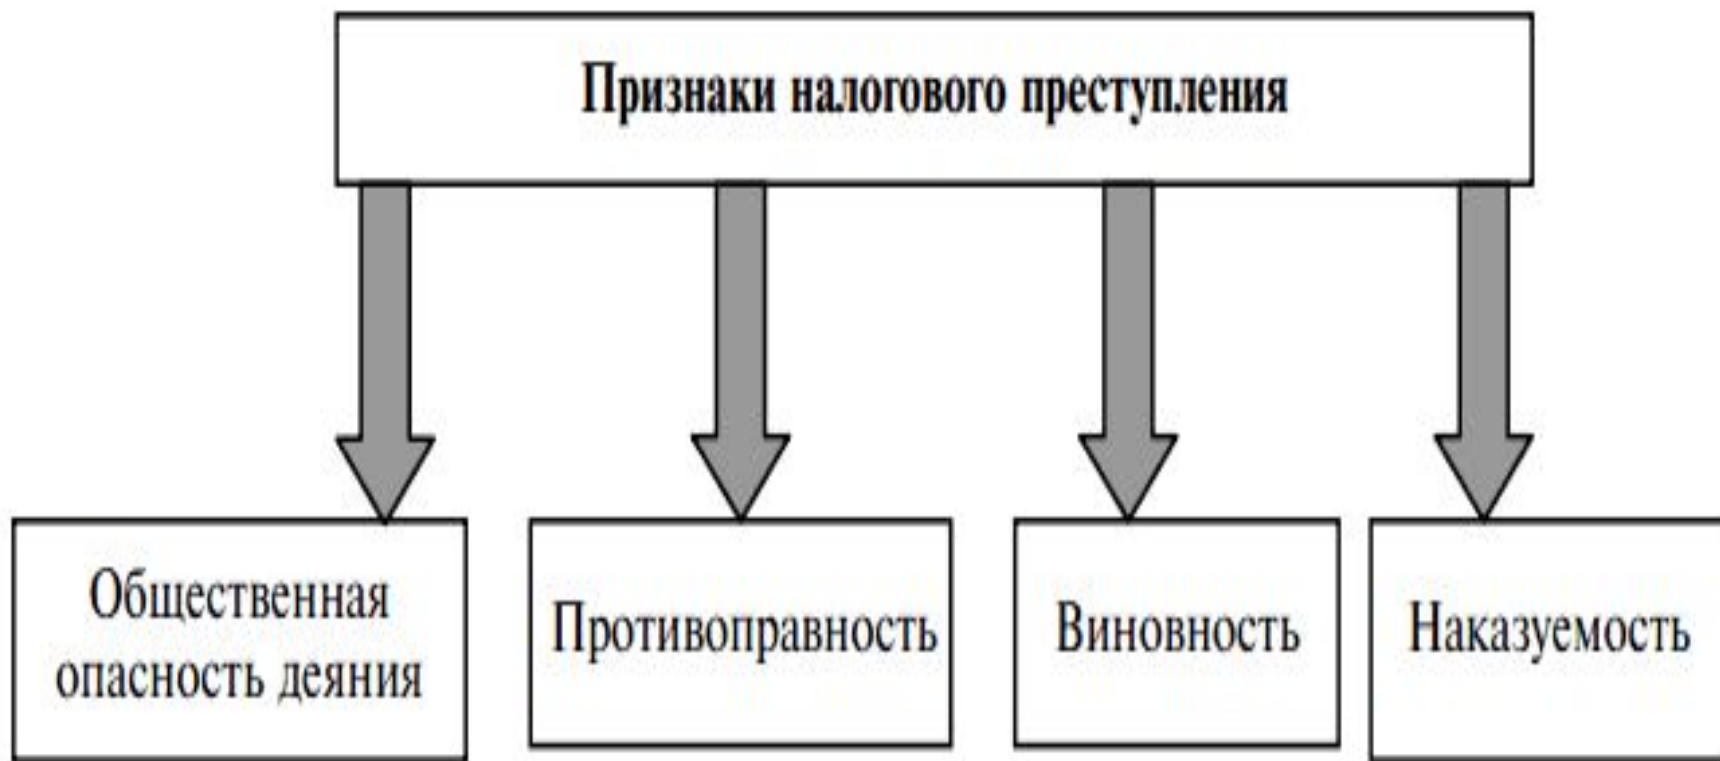 Признаки налогового преступления
Общественная
опасность деяния
Противоправность
Виновность
Наказуемость